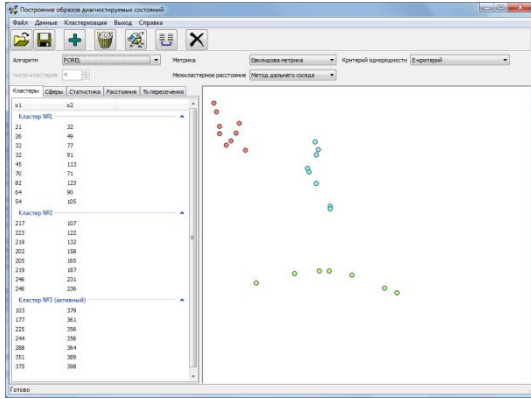 Построение образов диагностируемых состояний
Файл Данные Кластеризация Выход Справка
Алгоритм FOREL Метрика Евклидова метрика Критерий однородности E-критерий
Число кластеров 4 Межкластерное расстояние Метод дальнего соседа
Кластеры Сферы Статистика Расстояния % пересечения
x1 x2
Кластер №1
21 32
26 49
32 77
32 91
45 113
70 71
82 123
64 90
54 105
Кластер №2
217 107
223 122
219 132
202 158
205 165
219 187
246 231
246 236
Кластер №3 (активный)
103 379
177 361
225 356
244 356
288 364
351 389
375 398
Готово